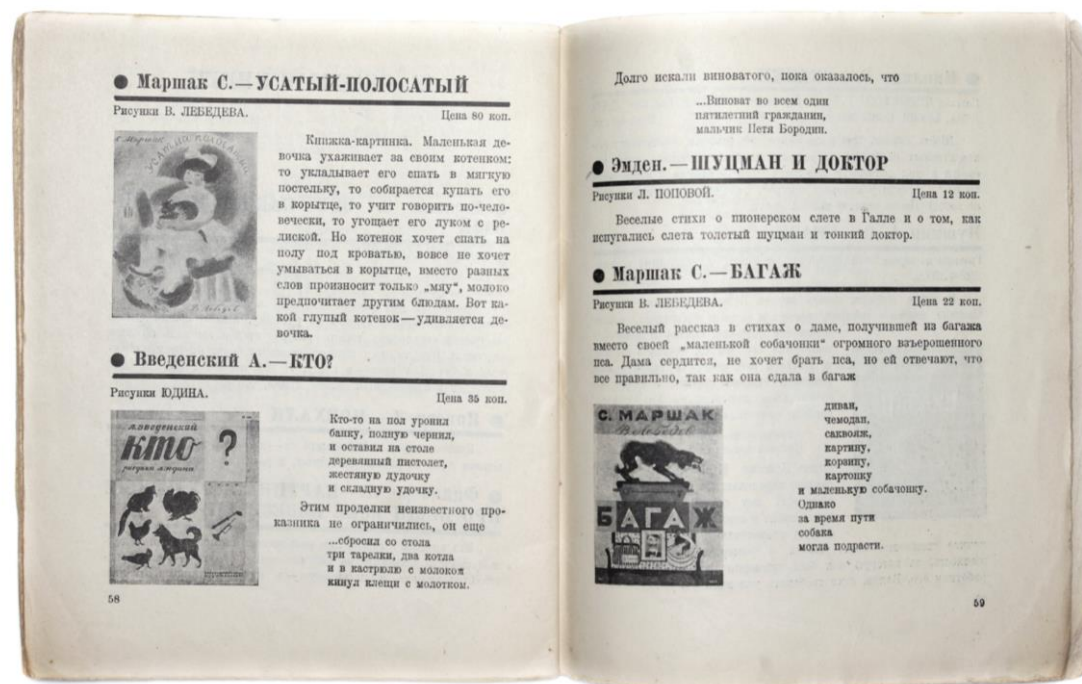 ● Маршак С.—УСАТЫЙ-ПОЛОСАТЫЙ
Рисунки В. ЛЕБЕДЕВА. Цена 80 коп.
С. Маршак
УСАТЫЙ ПОЛОСАТЫЙ
В. Лебедев
Книжка-картинка. Маленькая де-
вочка ухаживает за своим котенком:
то укладывает его спать в мягкую
постельку, то собирается купать его
в корытце, то учит говорить по-чело-
вечески, то угощает его луком с ре-
диской. Но котенок хочет спать на
полу под кроватью, вовсе не хочет
умываться в корытце, вместо разных
слов произносит только „мяу“, молоко
предпочитает другим блюдам. Вот ка-
кой глупый котенок—удивляется де-
вочка.
● Введенский А.—КТО?
Рисунки ЮДИНА. Цена 35 коп.
А. Введенский
КТО ?
рисунки Л. Юдина
Кто-то на пол уронил
банку, полную чернил,
и оставил на столе
деревянный пистолет,
жестяную дудочку
и складную удочку.
Этим проделки неизвестного про-
казника не ограничились, он еще
...сбросил со стола
три тарелки, два котла
и в кастрюлю с молоком
кинул клещи с молотком.
58
Долго искали виноватого, пока оказалось, что
...Виноват во всем один
пятилетний гражданин,
мальчик Петя Бородин.
● Эмден.—ШУЦМАН И ДОКТОР
Рисунки Л. ПОПОВОЙ. Цена 12 коп.
Веселые стихи о пионерском слете в Галле и о том, как
испугались слета толстый шуцман и тонкий доктор.
● Маршак С.—БАГАЖ
Рисунки В. ЛЕБЕДЕВА. Цена 22 коп.
Веселый рассказ в стихах о даме, получившей из багажа
вместо своей „маленькой собачонки“ огромного взъерошенного
пса. Дама сердится, не хочет брать пса, но ей отвечают, что
все правильно, так как она сдала в багаж
С. МАРШАК
В. Лебедев
БАГАЖ
диван,
чемодан,
саквояж,
картину,
корзину,
картонку
и маленькую собачонку.
Однако
за время пути
собака
могла подрасти.
59